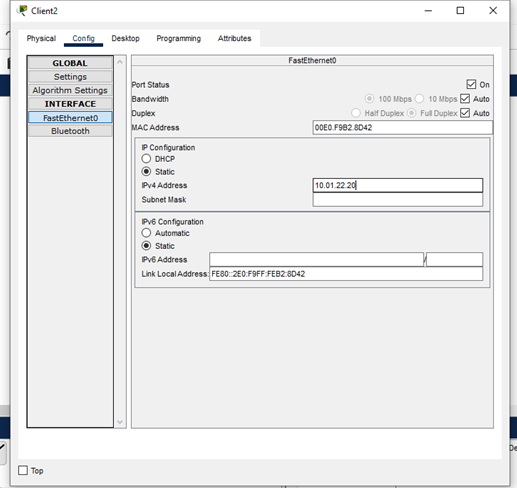 Client2
Physical Config Desktop Programming Attributes
GLOBAL
Settings
Algorithm Settings
INTERFACE
FastEthernet0
Bluetooth
FastEthernet0
Port Status On
Bandwidth 100 Mbps 10 Mbps Auto
Duplex Half Duplex Full Duplex Auto
MAC Address 00E0.F9B2.8D42
IP Configuration
DHCP
Static
IPv4 Address 10.01.22.20
Subnet Mask
IPv6 Configuration
Automatic
Static
IPv6 Address /
Link Local Address: FE80::2E0:F9FF:FEB2:8D42
Top
De